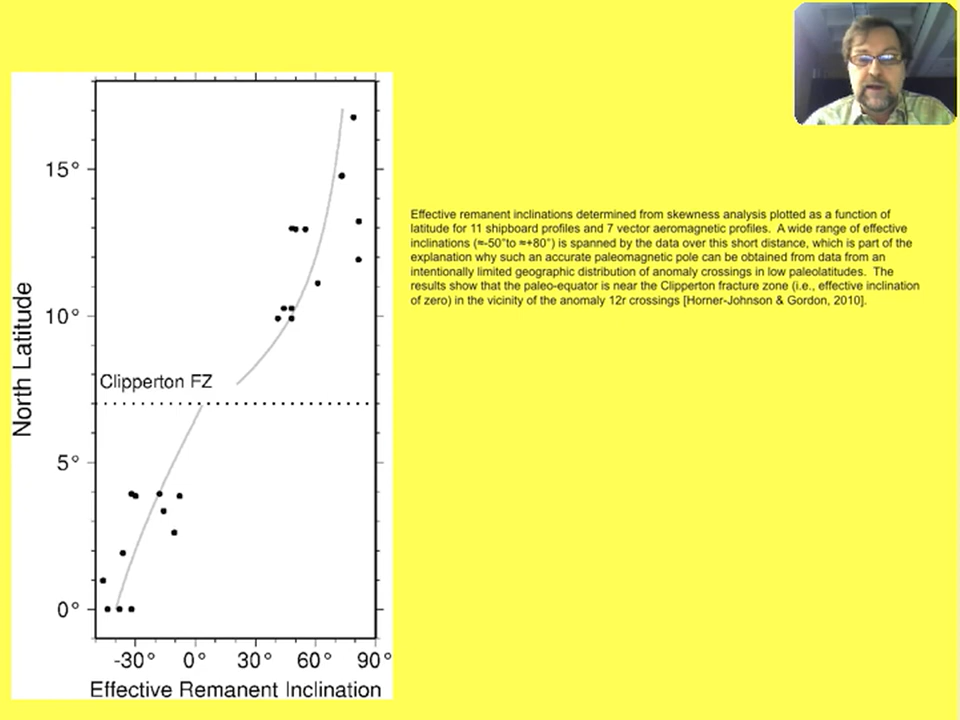 15°
10°
Clipperton FZ
5°
0°
North Latitude
-30° 0° 30° 60° 90°
Effective Remanent Inclination
Effective remanent inclinations determined from skewness analysis plotted as a function of
latitude for 11 shipboard profiles and 7 vector aeromagnetic profiles. A wide range of effective
inclinations (≈-50°to ≈+80°) is spanned by the data over this short distance, which is part of the
explanation why such an accurate paleomagnetic pole can be obtained from data from an
intentionally limited geographic distribution of anomaly crossings in low paleolatitudes. The
results show that the paleo-equator is near the Clipperton fracture zone (i.e., effective inclination
of zero) in the vicinity of the anomaly 12r crossings [Horner-Johnson & Gordon, 2010].